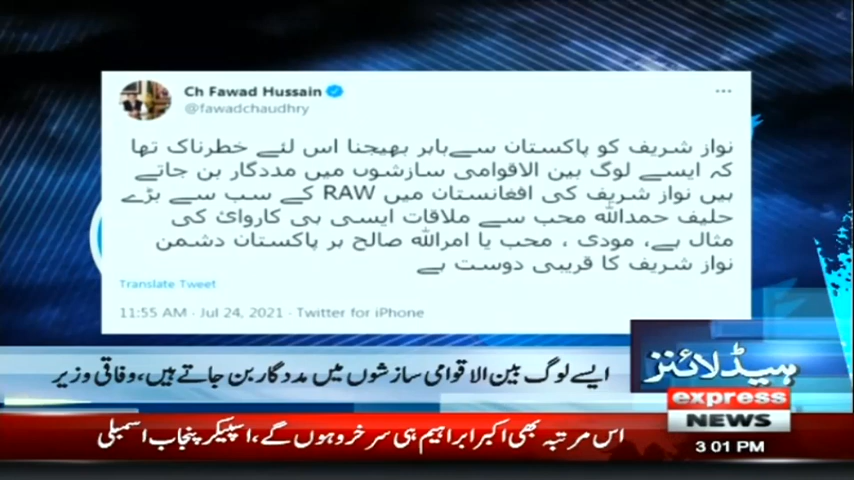 Ch Fawad Hussain
@fawadchaudhry
نواز شریف کو پاکستان سےباہر بھیجنا اس لئے خطرناک تھا
کہ ایسے لوگ بین الاقوامی سازشوں میں مددگار بن جاتے
ہیں نواز شریف کی افغانستان میں RAW کے سب سے بڑے
حلیف حمداللہ محب سے ملاقات ایسی ہی کاروائ کی
مثال ہے، مودی ، محب یا امراللہ صالح ہر پاکستان دشمن
نواز شریف کا قریبی دوست ہے
Translate Tweet
11:55 AM · Jul 24, 2021 · Twitter for iPhone
ایسے لوگ بین الاقوامی سازشوں میں مددگار بن جاتے ہیں، وفاقی وزیر
ہیڈلائنز
express
NEWS
اس مرتبہ بھی اکبر ابراہیم ہی سرخرو ہوں گے، اسپیکر پنجاب اسمبلی
3:01 PM